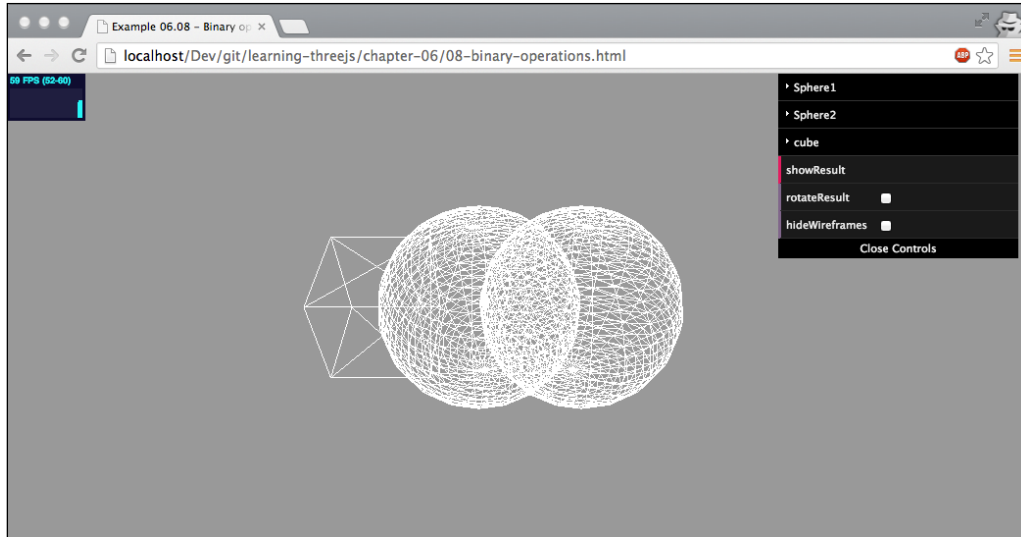 Example 06.08 - Binary op
localhost/Dev/git/learning-threejs/chapter-06/08-binary-operations.html
ABP
59 FPS (52-60)
Sphere1
Sphere2
cube
showResult
rotateResult
hideWireframes
Close Controls